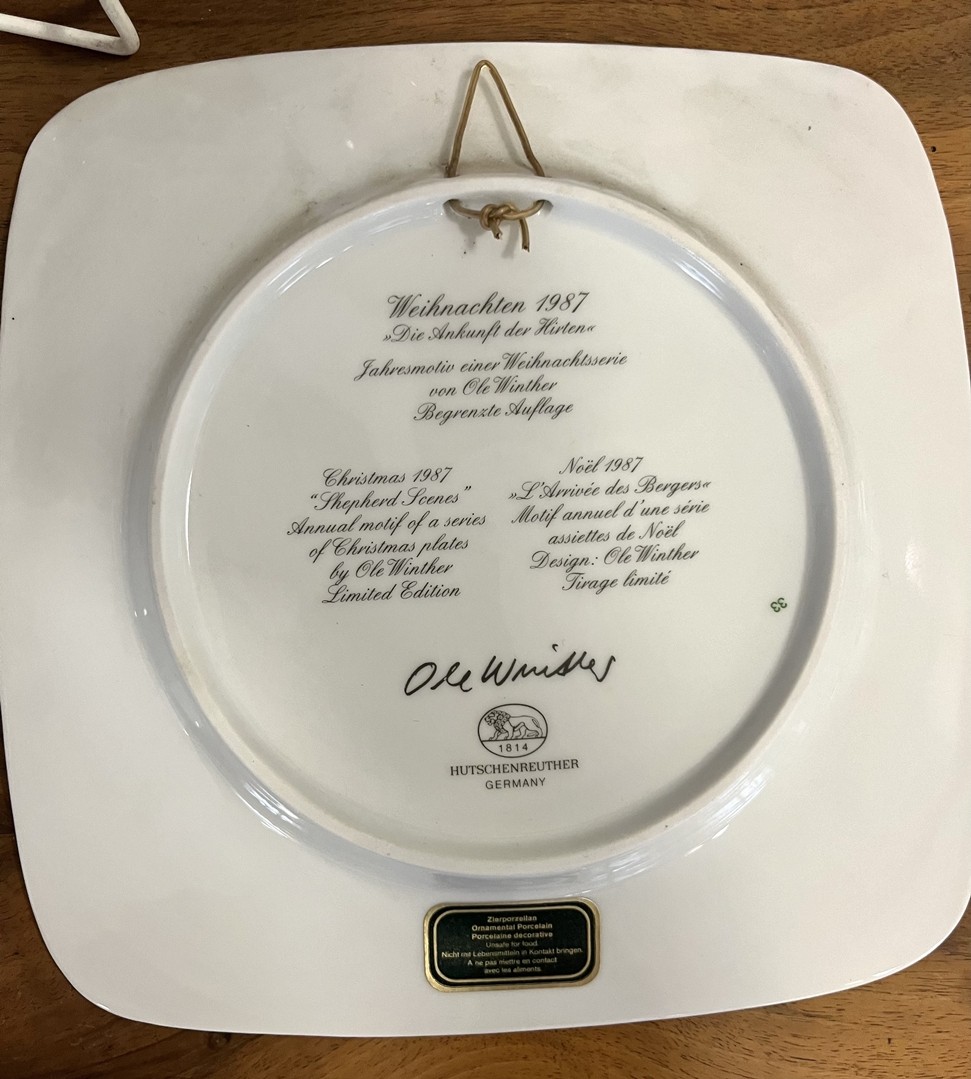 Weihnachten 1987
»Die Ankunft der Hirten«
Jahresmotiv einer Weihnachtsserie
von Ole Winther
Begrenzte Auflage
Christmas 1987
“Shepherd Scenes”
Annual motif of a series
of Christmas plates
by Ole Winther
Limited Edition
Noël 1987
»L'Arrivée des Bergers«
Motif annuel d'une série
assiettes de Noël
Design: Ole Winther
Tirage limité
33
Ole Winther
1814
HUTSCHENREUTHER
GERMANY
Zierporzellan
Ornamental Porcelain
Porcelaine decorative
Unsafe for food.
Nicht mit Lebensmitteln in Kontakt bringen.
A ne pas mettre en contact
avec les aliments.